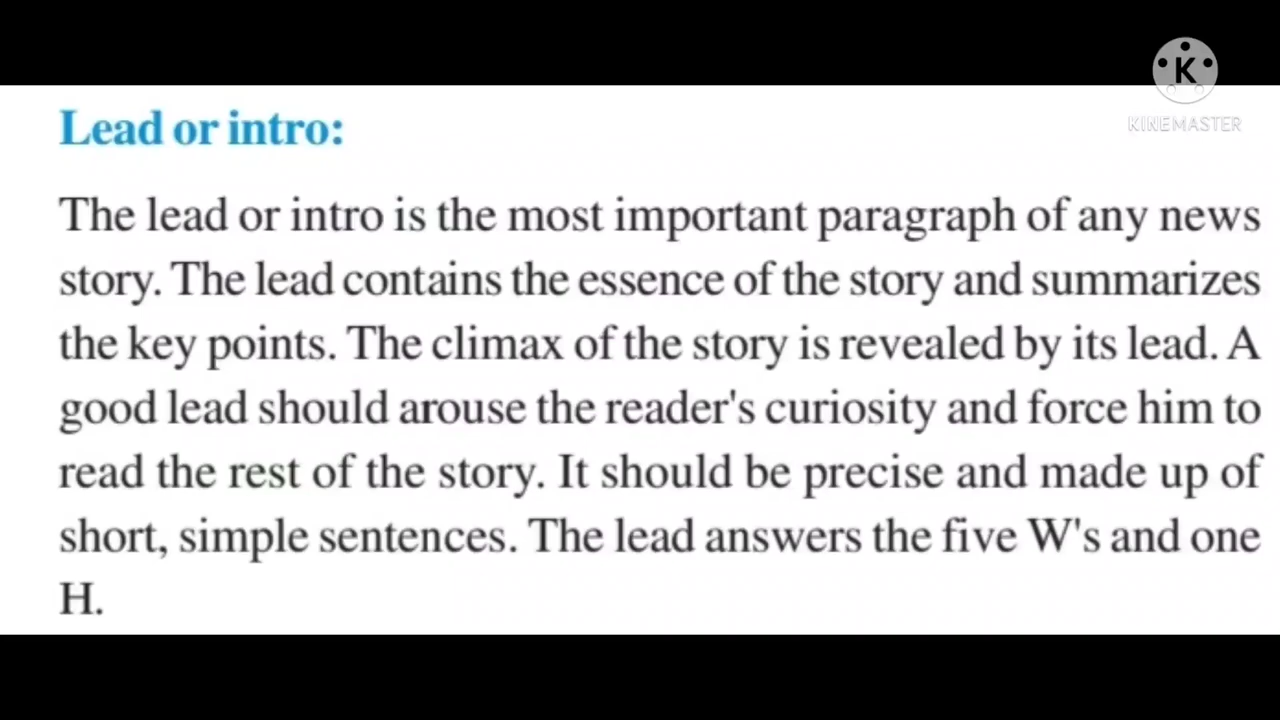 K
KINEMASTER
Lead or intro:
The lead or intro is the most important paragraph of any news
story. The lead contains the essence of the story and summarizes
the key points. The climax of the story is revealed by its lead. A
good lead should arouse the reader's curiosity and force him to
read the rest of the story. It should be precise and made up of
short, simple sentences. The lead answers the five W's and one
H.